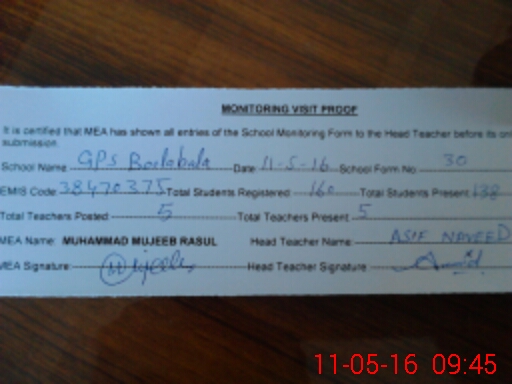 MONITORING VISIT PROOF
It is certified that MEA has shown all entries of the School Monitoring Form to the Head Teacher before its
submission.
School Name GPS Date 11-5-16 School Form No 30
EMIS Code 38470375 Total Students Registered 160 Total Students Present 138
Total Teachers Posted 5 Total Teachers Present 5
MEA Name: MUHAMMAD MUJEEB RASUL Head Teacher Name: ASIF NAVEED
MEA Signature Head Teacher Signature
11-05-16 09:45